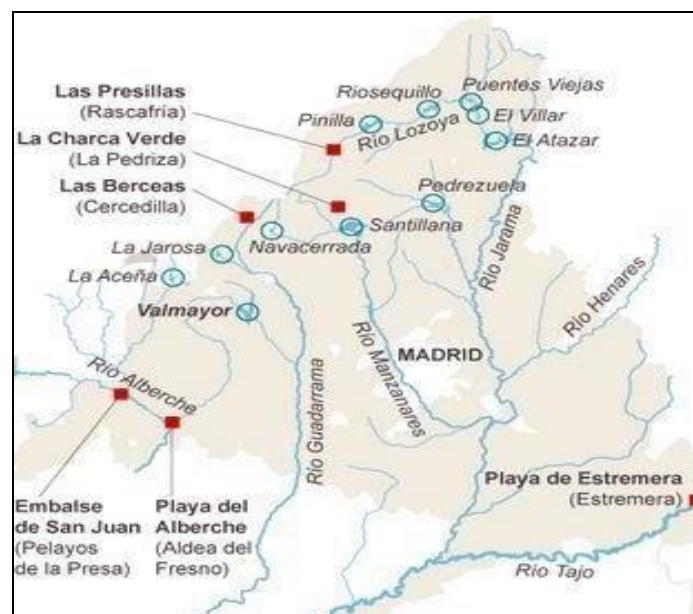 Las Presillas
(Rascafría)
La Charca Verde
(La Pedriza)
Las Berceas
(Cercedilla)
Riosequillo
Puentes Viejas
Pinilla
Río Lozoya
El Villar
El Atazar
Pedrezuela
Santillana
Navacerrada
La Jarosa
La Aceña
Valmayor
Río Jarama
Río Henares
Río Manzanares
MADRID
Río Alberche
Río Guadarrama
Embalse
de San Juan
(Pelayos
de la Presa)
Playa del
Alberche
(Aldea del
Fresno)
Playa de Estremera
(Estremera)
Río Tajo